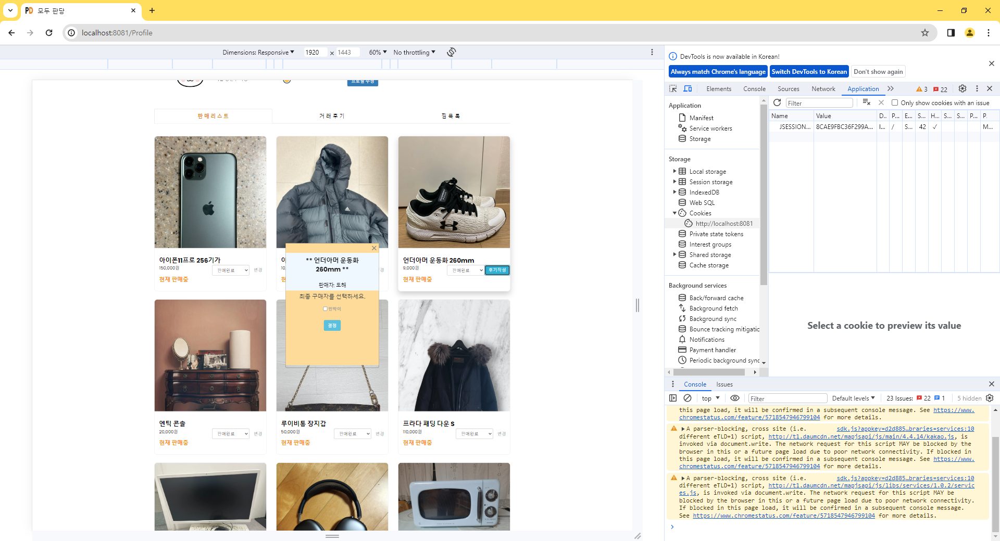 모두 판당
localhost:8081/Profile
Dimensions: Responsive
1920
×
1443
60%
No throttling
프로필 수정
판매리스트
거래후기
찜목록
아이폰11프로 256기가
150,000원
판매완료
변경
현재 판매중
언더아머 운동화 260mm
9,000원
판매완료
후기작성
현재 판매중
** 언더아머 운동화
260mm **
판매자: 도해
최종 구매자를 선택하세요.
결정
엔틱 콘솔
20,000원
판매완료
변경
현재 판매중
루이비통 장지갑
50,000원
판매완료
변경
현재 판매중
프라다 패딩 다운 S
110,000원
판매완료
변경
현재 판매중
DevTools is now available in Korean!
Always match Chrome's language
Switch DevTools to Korean
Don't show again
Elements
Console
Sources
Network
Application
3
22
Application
Manifest
Service workers
Storage
Storage
Local storage
Session storage
IndexedDB
Web SQL
Cookies
http://localhost:8081
Private state tokens
Interest groups
Shared storage
Cache storage
Background services
Back/forward cache
Background fetch
Background sync
Bounce tracking mitigatio
Notifications
Payment handler
Periodic background sync
Filter
Only show cookies with an issue
Name Value D.. P... E... S... H... S... S... P... P.
JSESSION... 8CAE9FBC36F299A... l... / S... 42 ✓ M...
Select a cookie to preview its value
Console
Issues
top
Filter
Default levels
23 Issues:
22
1
5 hidden
this page load, it will be confirmed in a subsequent console message. See https://www.
chromestatus.com/feature/5718547946799104 for more details.
A parser-blocking, cross site (i.e. sdk.js?appkey=d2d885…braries=services:10
different eTLD+1) script, http://t1.daumcdn.net/mapjsapi/js/main/4.4.14/kakao.js, is
invoked via document.write. The network request for this script MAY be blocked by the
browser in this or a future page load due to poor network connectivity. If blocked in
this page load, it will be confirmed in a subsequent console message. See https://www.
chromestatus.com/feature/5718547946799104 for more details.
A parser-blocking, cross site (i.e. sdk.js?appkey=d2d885…braries=services:10
different eTLD+1) script, http://t1.daumcdn.net/mapjsapi/js/libs/services/1.0.2/servic
es.js, is invoked via document.write. The network request for this script MAY be
blocked by the browser in this or a future page load due to poor network connectivity.
If blocked in this page load, it will be confirmed in a subsequent console message.
See https://www.chromestatus.com/feature/5718547946799104 for more details.